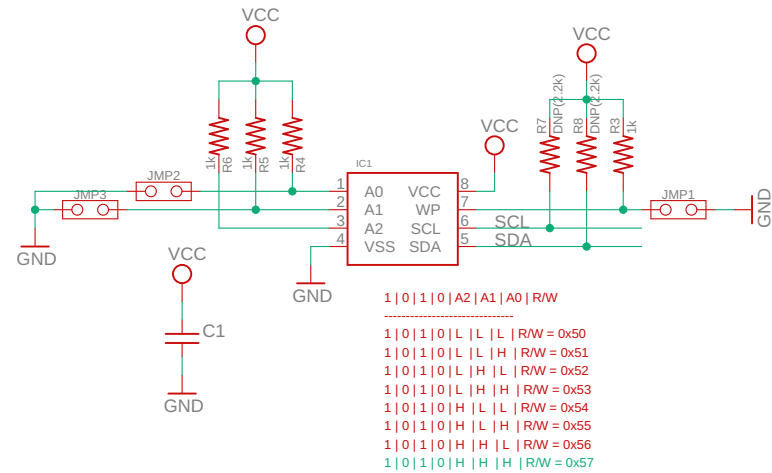 VCC
VCC
R7
DNP(2.2k)
R8
DNP(2.2k)
R3
1k
1k
R6
1k
R5
1k
R4
VCC
IC1
JMP2
JMP3
JMP1
1
A0
VCC
8
2
A1
WP
7
3
A2
SCL
6
SCL
4
VSS
SDA
5
SDA
GND
GND
VCC
GND
C1
GND
1 | 0 | 1 | 0 | A2 | A1 | A0 | R/W
-----------------------------
1 | 0 | 1 | 0 | L | L | L | R/W = 0x50
1 | 0 | 1 | 0 | L | L | H | R/W = 0x51
1 | 0 | 1 | 0 | L | H | L | R/W = 0x52
1 | 0 | 1 | 0 | L | H | H | R/W = 0x53
1 | 0 | 1 | 0 | H | L | L | R/W = 0x54
1 | 0 | 1 | 0 | H | L | H | R/W = 0x55
1 | 0 | 1 | 0 | H | H | L | R/W = 0x56
1 | 0 | 1 | 0 | H | H | H | R/W = 0x57